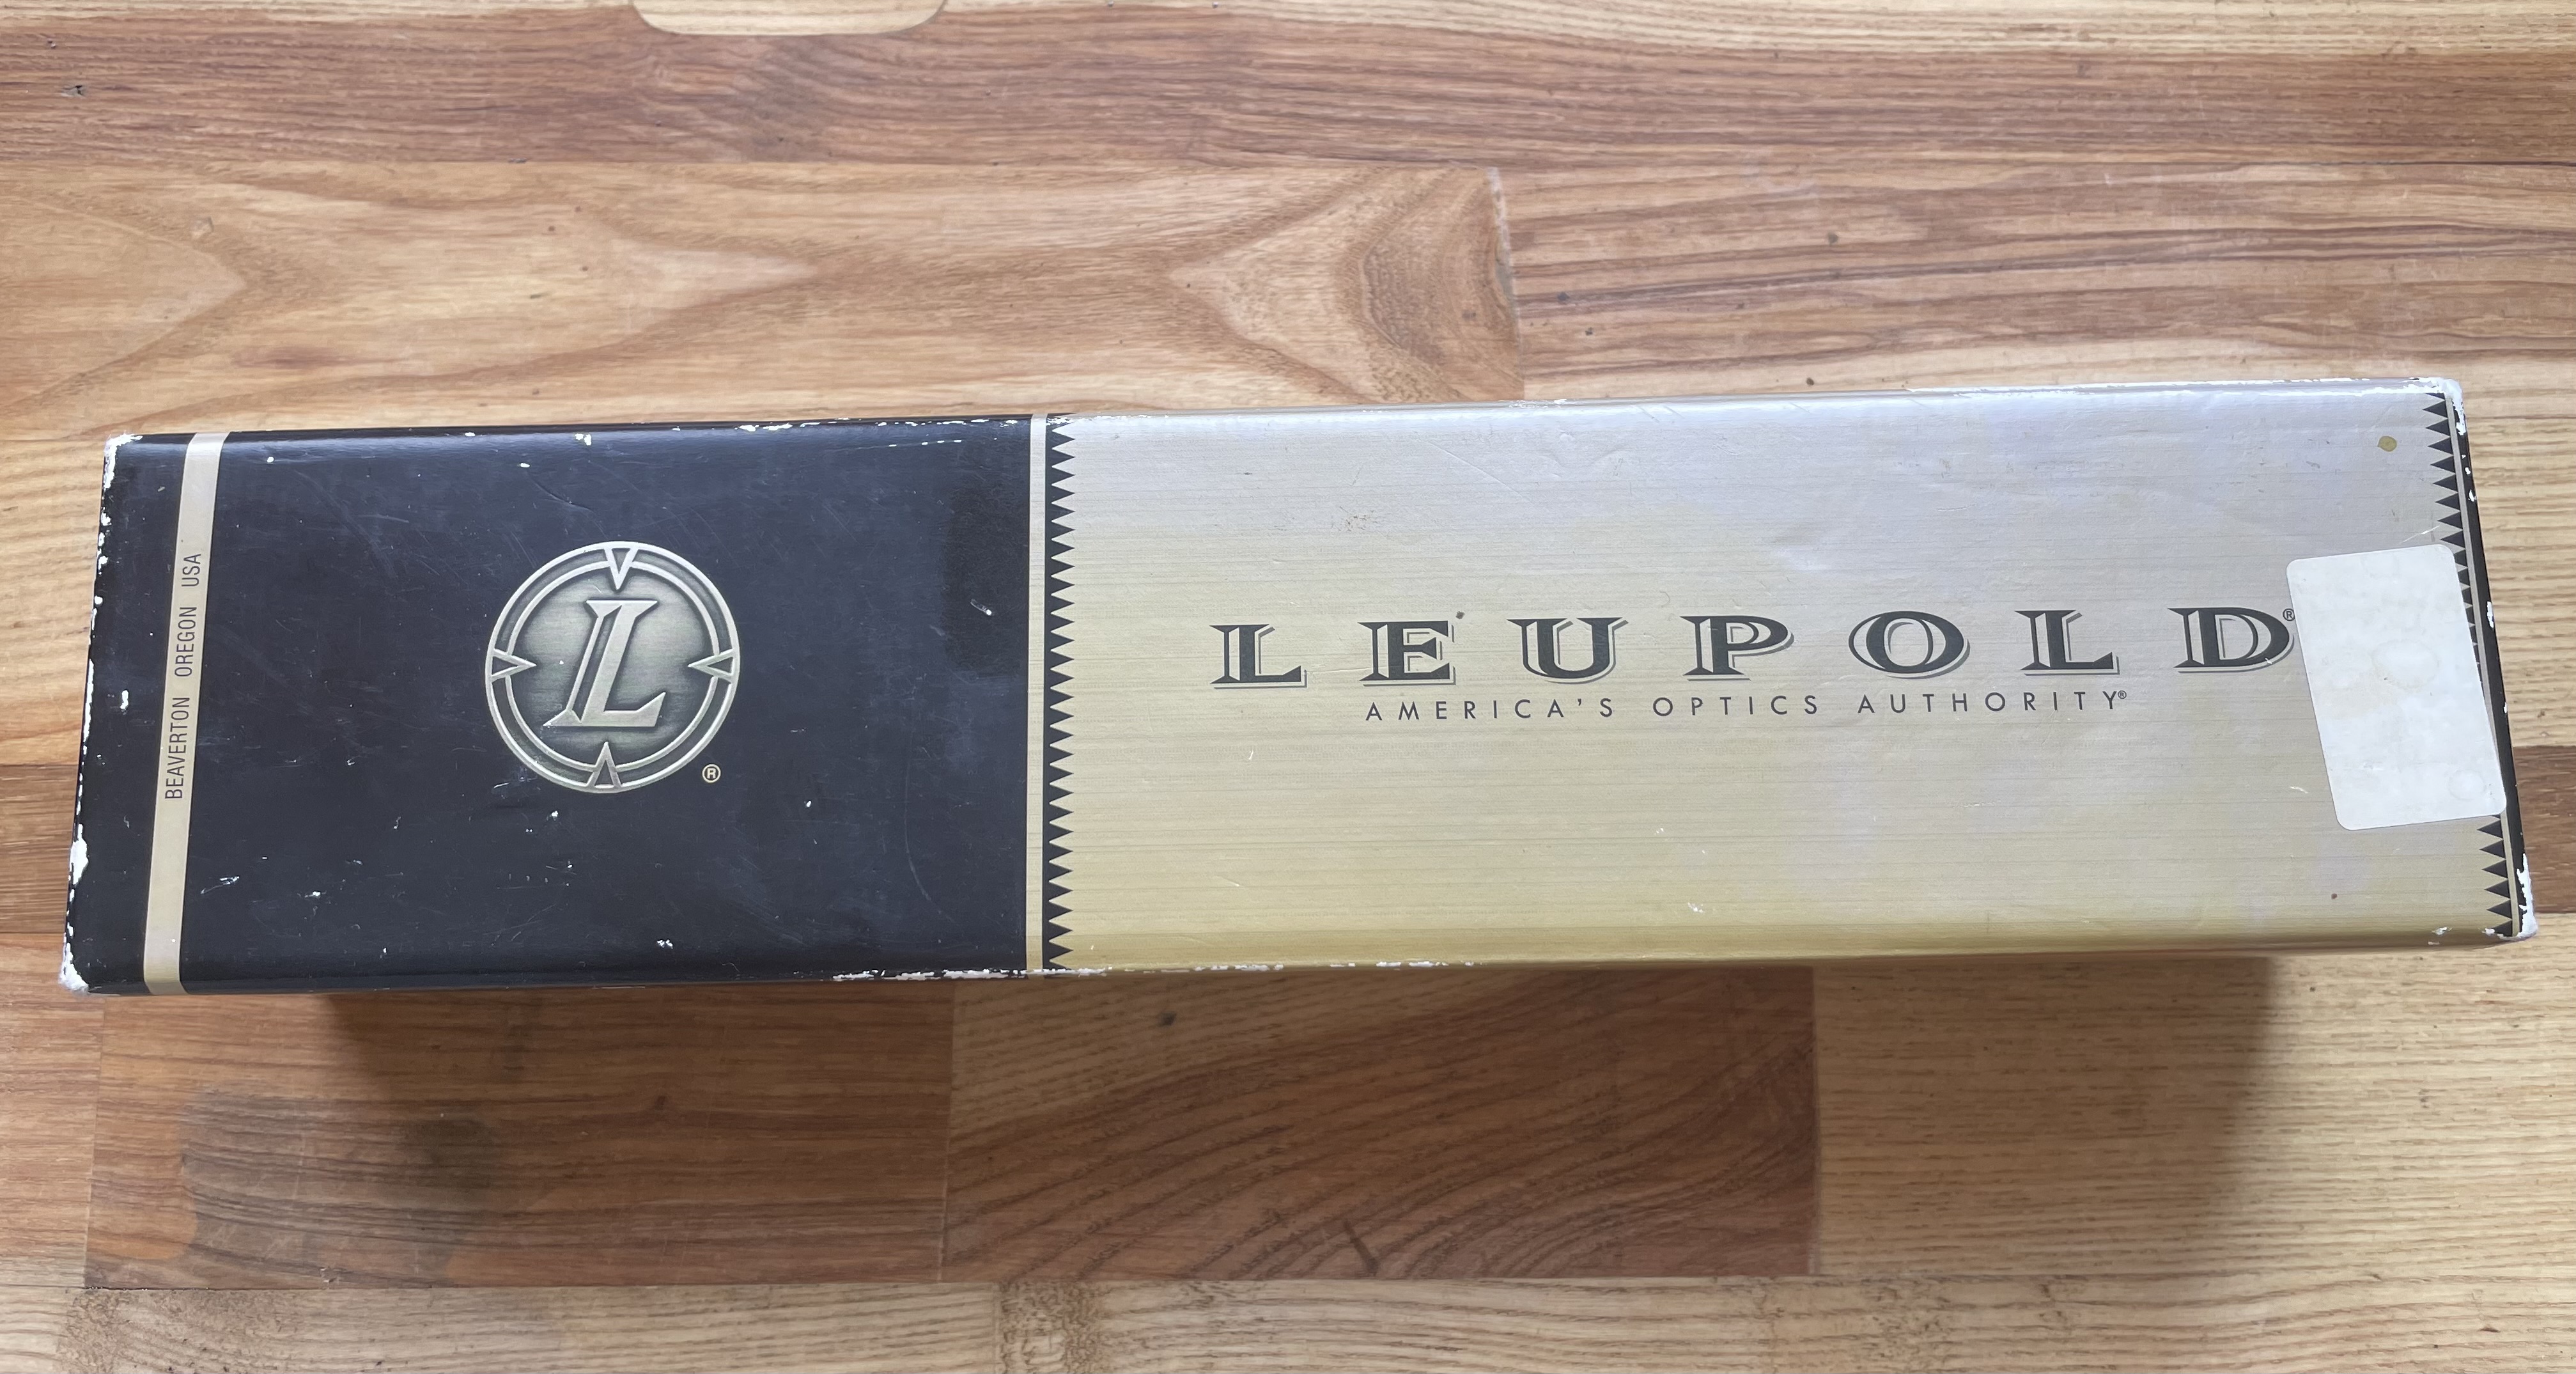 BEAVERTON OREGON USA
L
®
LEUPOLD®
AMERICA'S OPTICS AUTHORITY®